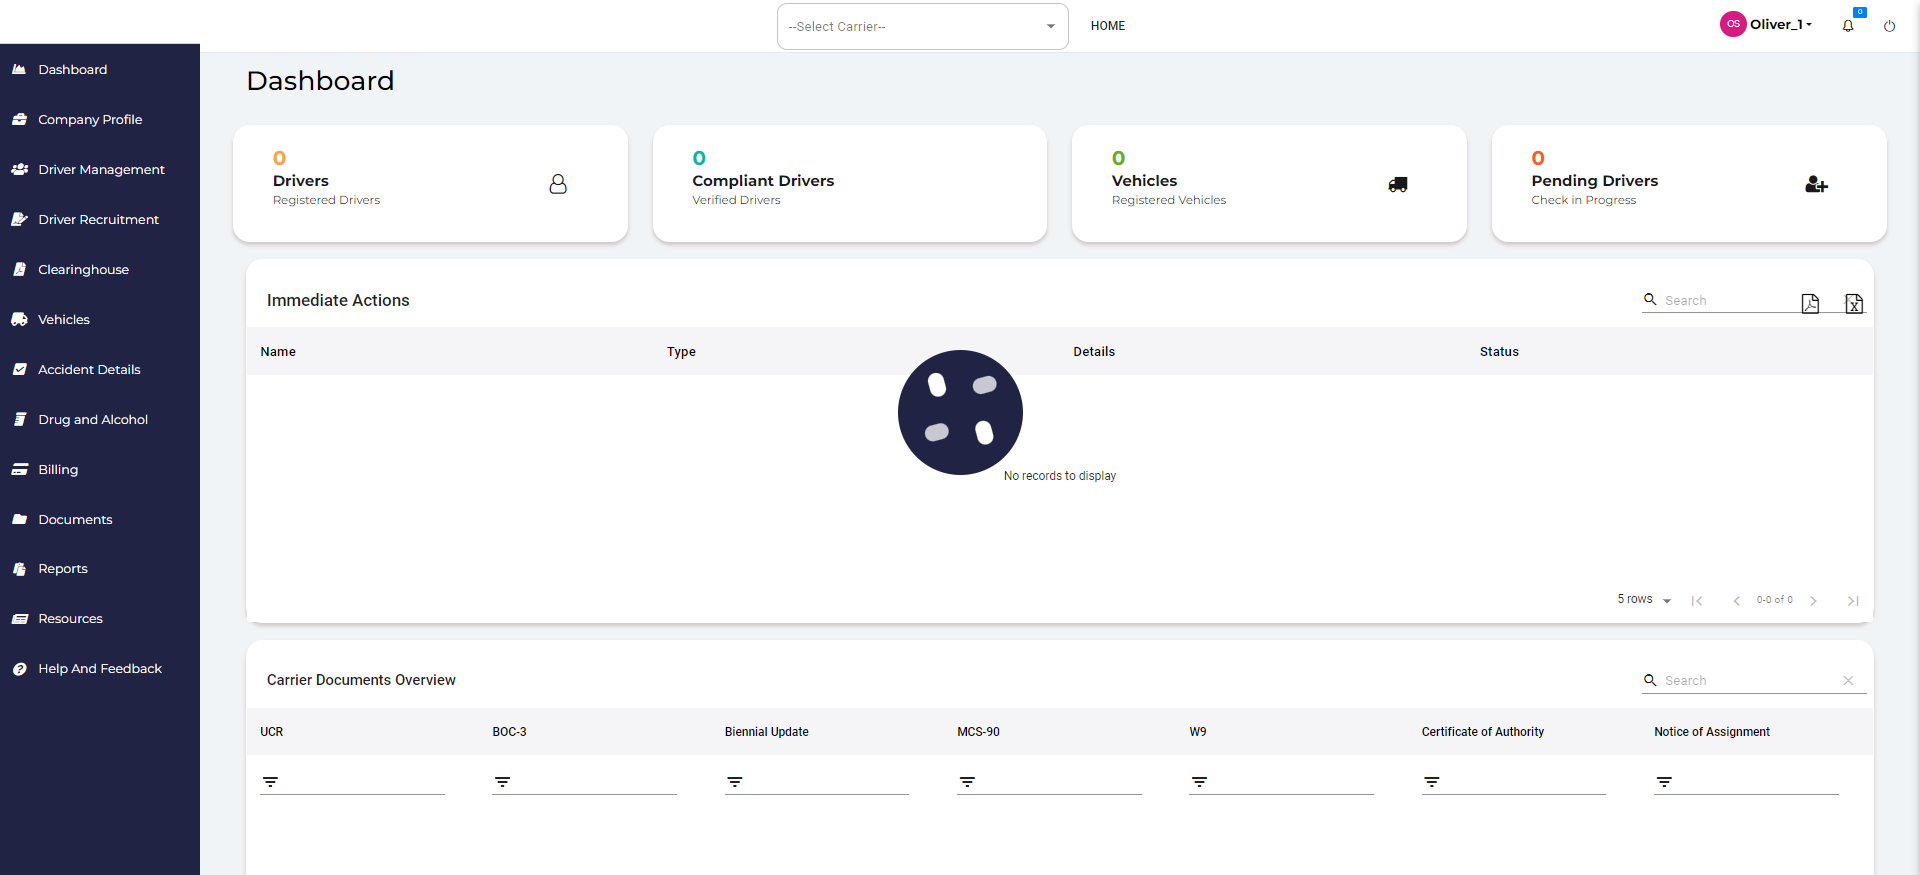 --Select Carrier--
HOME
OS
Oliver_1
0
Dashboard
Company Profile
Driver Management
Driver Recruitment
Clearinghouse
Vehicles
Accident Details
Drug and Alcohol
Billing
Documents
Reports
Resources
Help And Feedback
Dashboard
0
Drivers
Registered Drivers
0
Compliant Drivers
Verified Drivers
0
Vehicles
Registered Vehicles
0
Pending Drivers
Check in Progress
Immediate Actions
Search
Name Type Details Status
No records to display
5 rows
0-0 of 0
Carrier Documents Overview
Search
UCR BOC-3 Biennial Update MCS-90 W9 Certificate of Authority Notice of Assignment